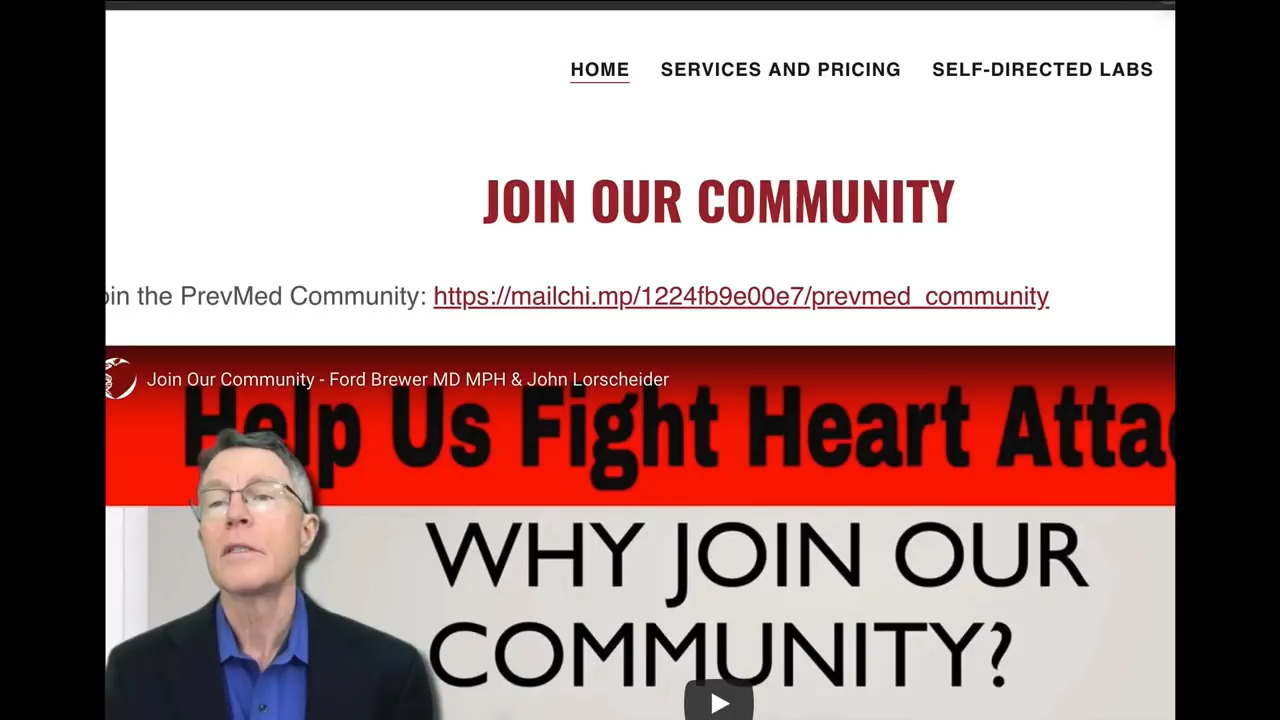 HOME SERVICES AND PRICING SELF-DIRECTED LABS
JOIN OUR COMMUNITY
oin the PrevMed Community: https://mailchi.mp/1224fb9e00e7/prevmed_community
Join Our Community - Ford Brewer MD MPH & John Lorscheider
Help Us Fight Heart Attac
WHY JOIN OUR
COMMUNITY?